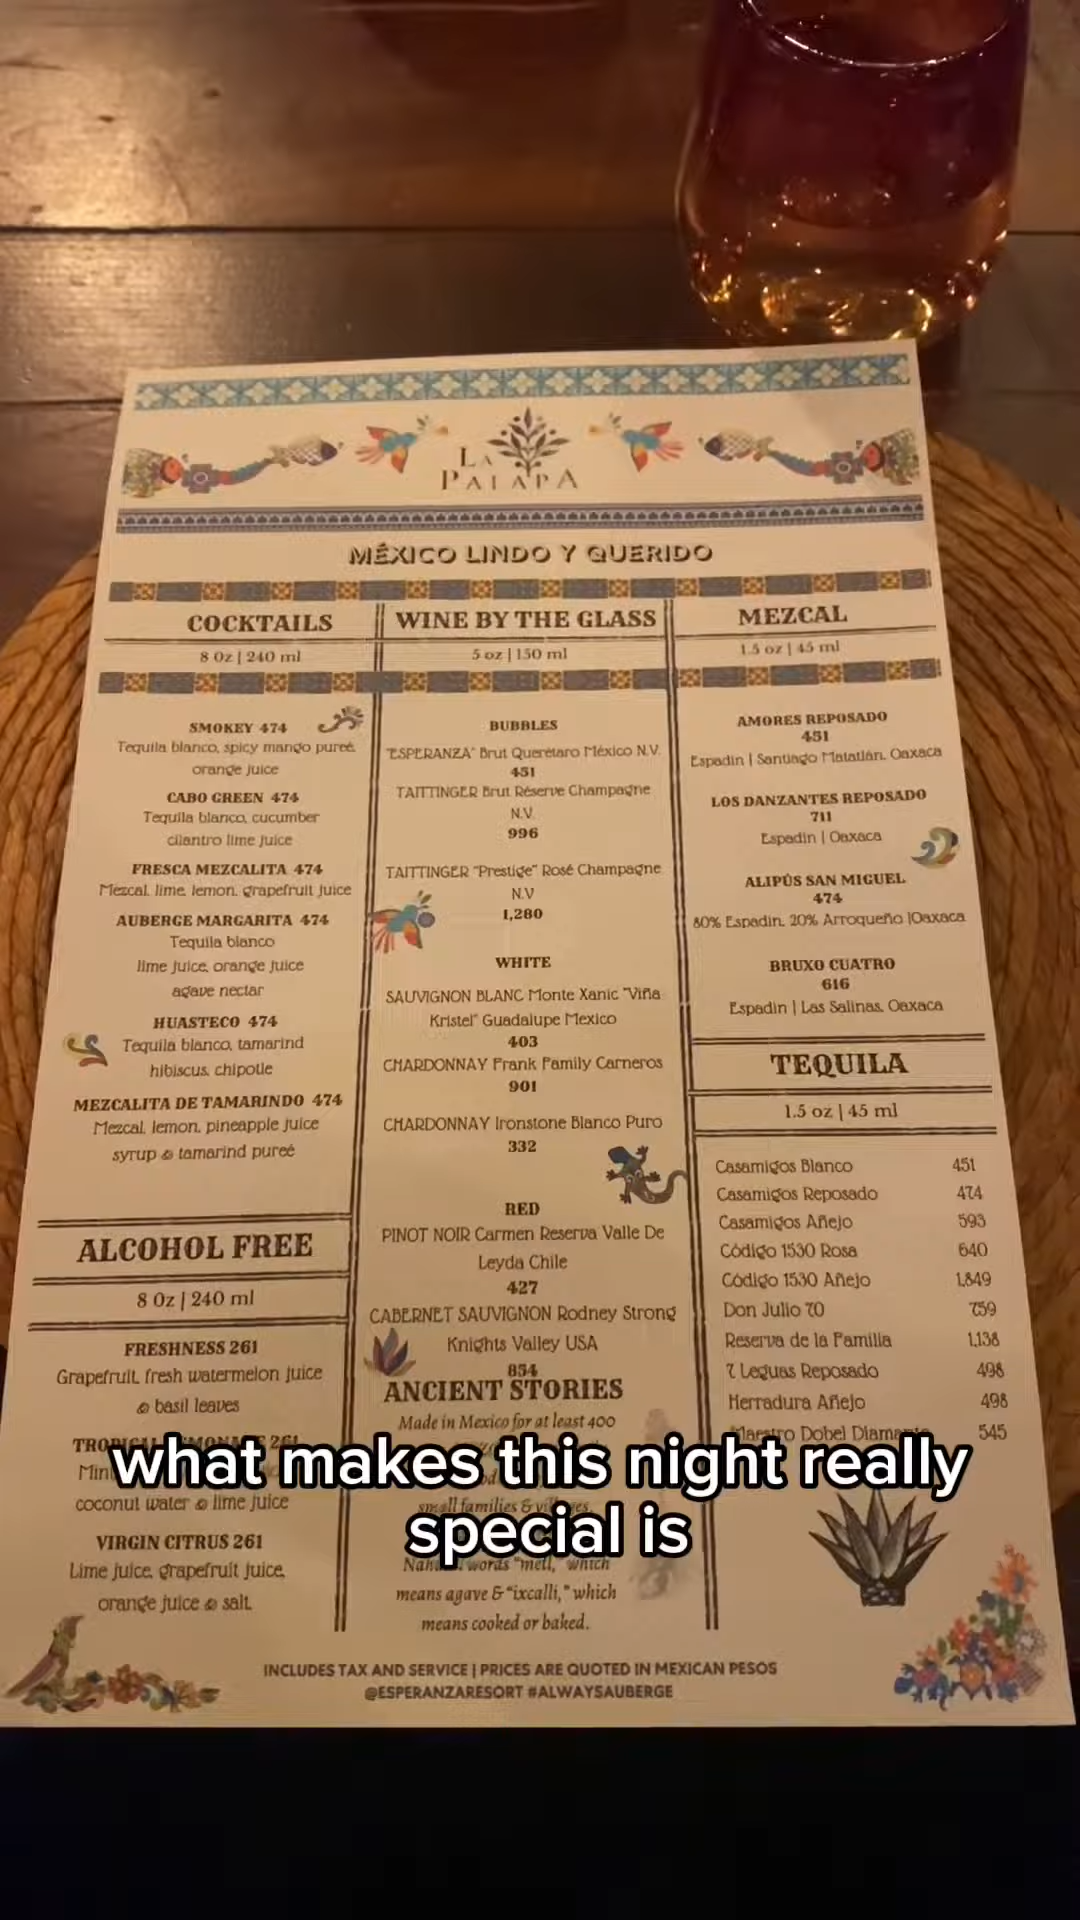 LA
PALAPA
MÉXICO LINDO Y QUERIDO
COCKTAILS
8 Oz | 240 ml
SMOKEY 474
Tequila blanco, spicy mango pureé,
orange juice
CABO GREEN 474
Tequila blanco, cucumber
cilantro lime juice
FRESCA MEZCALITA 474
Mezcal, lime, lemon, grapefruit juice
AUBERGE MARGARITA 474
Tequila blanco
lime juice, orange juice
agave nectar
HUASTECO 474
Tequila blanco, tamarind
hibiscus, chipotle
MEZCALITA DE TAMARINDO 474
Mezcal, lemon, pineapple juice
syrup & tamarind pureé
ALCOHOL FREE
8 Oz | 240 ml
FRESHNESS 261
Grapefruit, fresh watermelon juice
& basil leaves
TROPICAL LEMONADE 261
Mint
coconut water & lime juice
VIRGIN CITRUS 261
Lime juice, grapefruit juice,
orange juice & salt.
WINE BY THE GLASS
5 oz | 150 ml
BUBBLES
"ESPERANZA" Brut Querétaro México N.V.
451
TAITTINGER Brut Réserve Champagne
N.V.
996
TAITTINGER "Prestige" Rosé Champagne
N.V
1,280
WHITE
SAUVIGNON BLANC Monte Xanic "Viña
Kristel" Guadalupe Mexico
403
CHARDONNAY Frank Family Carneros
901
CHARDONNAY Ironstone Blanco Puro
332
RED
PINOT NOIR Carmen Reserva Valle De
Leyda Chile
427
CABERNET SAUVIGNON Rodney Strong
Knights Valley USA
854
ANCIENT STORIES
Made in Mexico for at least 400
small families & villages.
words "metl," which
means agave & "ixcalli," which
means cooked or baked.
MEZCAL
1.5 oz | 45 ml
AMORES REPOSADO
451
Espadin | Santiago Matatlán, Oaxaca
LOS DANZANTES REPOSADO
711
Espadin | Oaxaca
ALIPÚS SAN MIGUEL
474
80% Espadin, 20% Arroqueño |Oaxaca
BRUXO CUATRO
616
Espadin | Las Salinas, Oaxaca
TEQUILA
1.5 oz | 45 ml
Casamigos Blanco 451
Casamigos Reposado 474
Casamigos Añejo 593
Código 1530 Rosa 640
Código 1530 Añejo 1,849
Don Julio 70 759
Reserva de la Familia 1,138
7 Leguas Reposado 498
Herradura Añejo 498
Maestro Dobel Diamante 545
what makes this night really
special is
INCLUDES TAX AND SERVICE | PRICES ARE QUOTED IN MEXICAN PESOS
@ESPERANZARESORT #ALWAYSAUBERGE